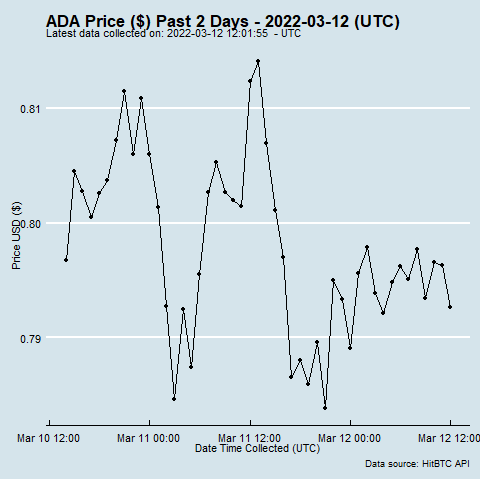 ADA Price ($) Past 2 Days - 2022-03-12 (UTC)
Latest data collected on: 2022-03-12 12:01:55 - UTC
0.81
0.80
0.79
Price USD ($)
Mar 10 12:00 Mar 11 00:00 Mar 11 12:00 Mar 12 00:00 Mar 12 12:00
Date Time Collected (UTC)
Data source: HitBTC API